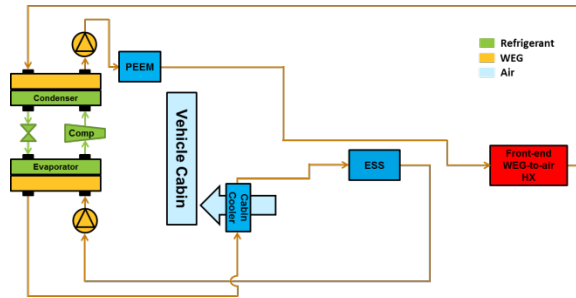 Refrigerant
WEG
Air
PEEM
Condenser
Comp
Evaporator
Vehicle Cabin
Cabin
Cooler
ESS
Front-end
WEG-to-air
HX